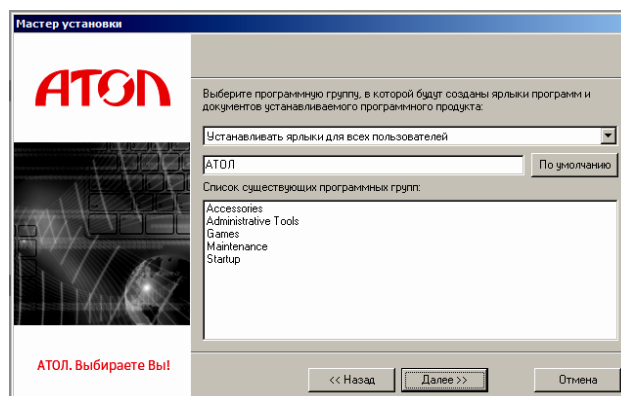 Мастер установки
АТОЛ
Выберите программную группу, в которой будут созданы ярлыки программ и
документов устанавливаемого программного продукта:
Устанавливать ярлыки для всех пользователей
АТОЛ
По умолчанию
Список существующих программных групп:
Accessories
Administrative Tools
Games
Maintenance
Startup
АТОЛ. Выбираете Вы!
<< Назад
Далее >>
Отмена